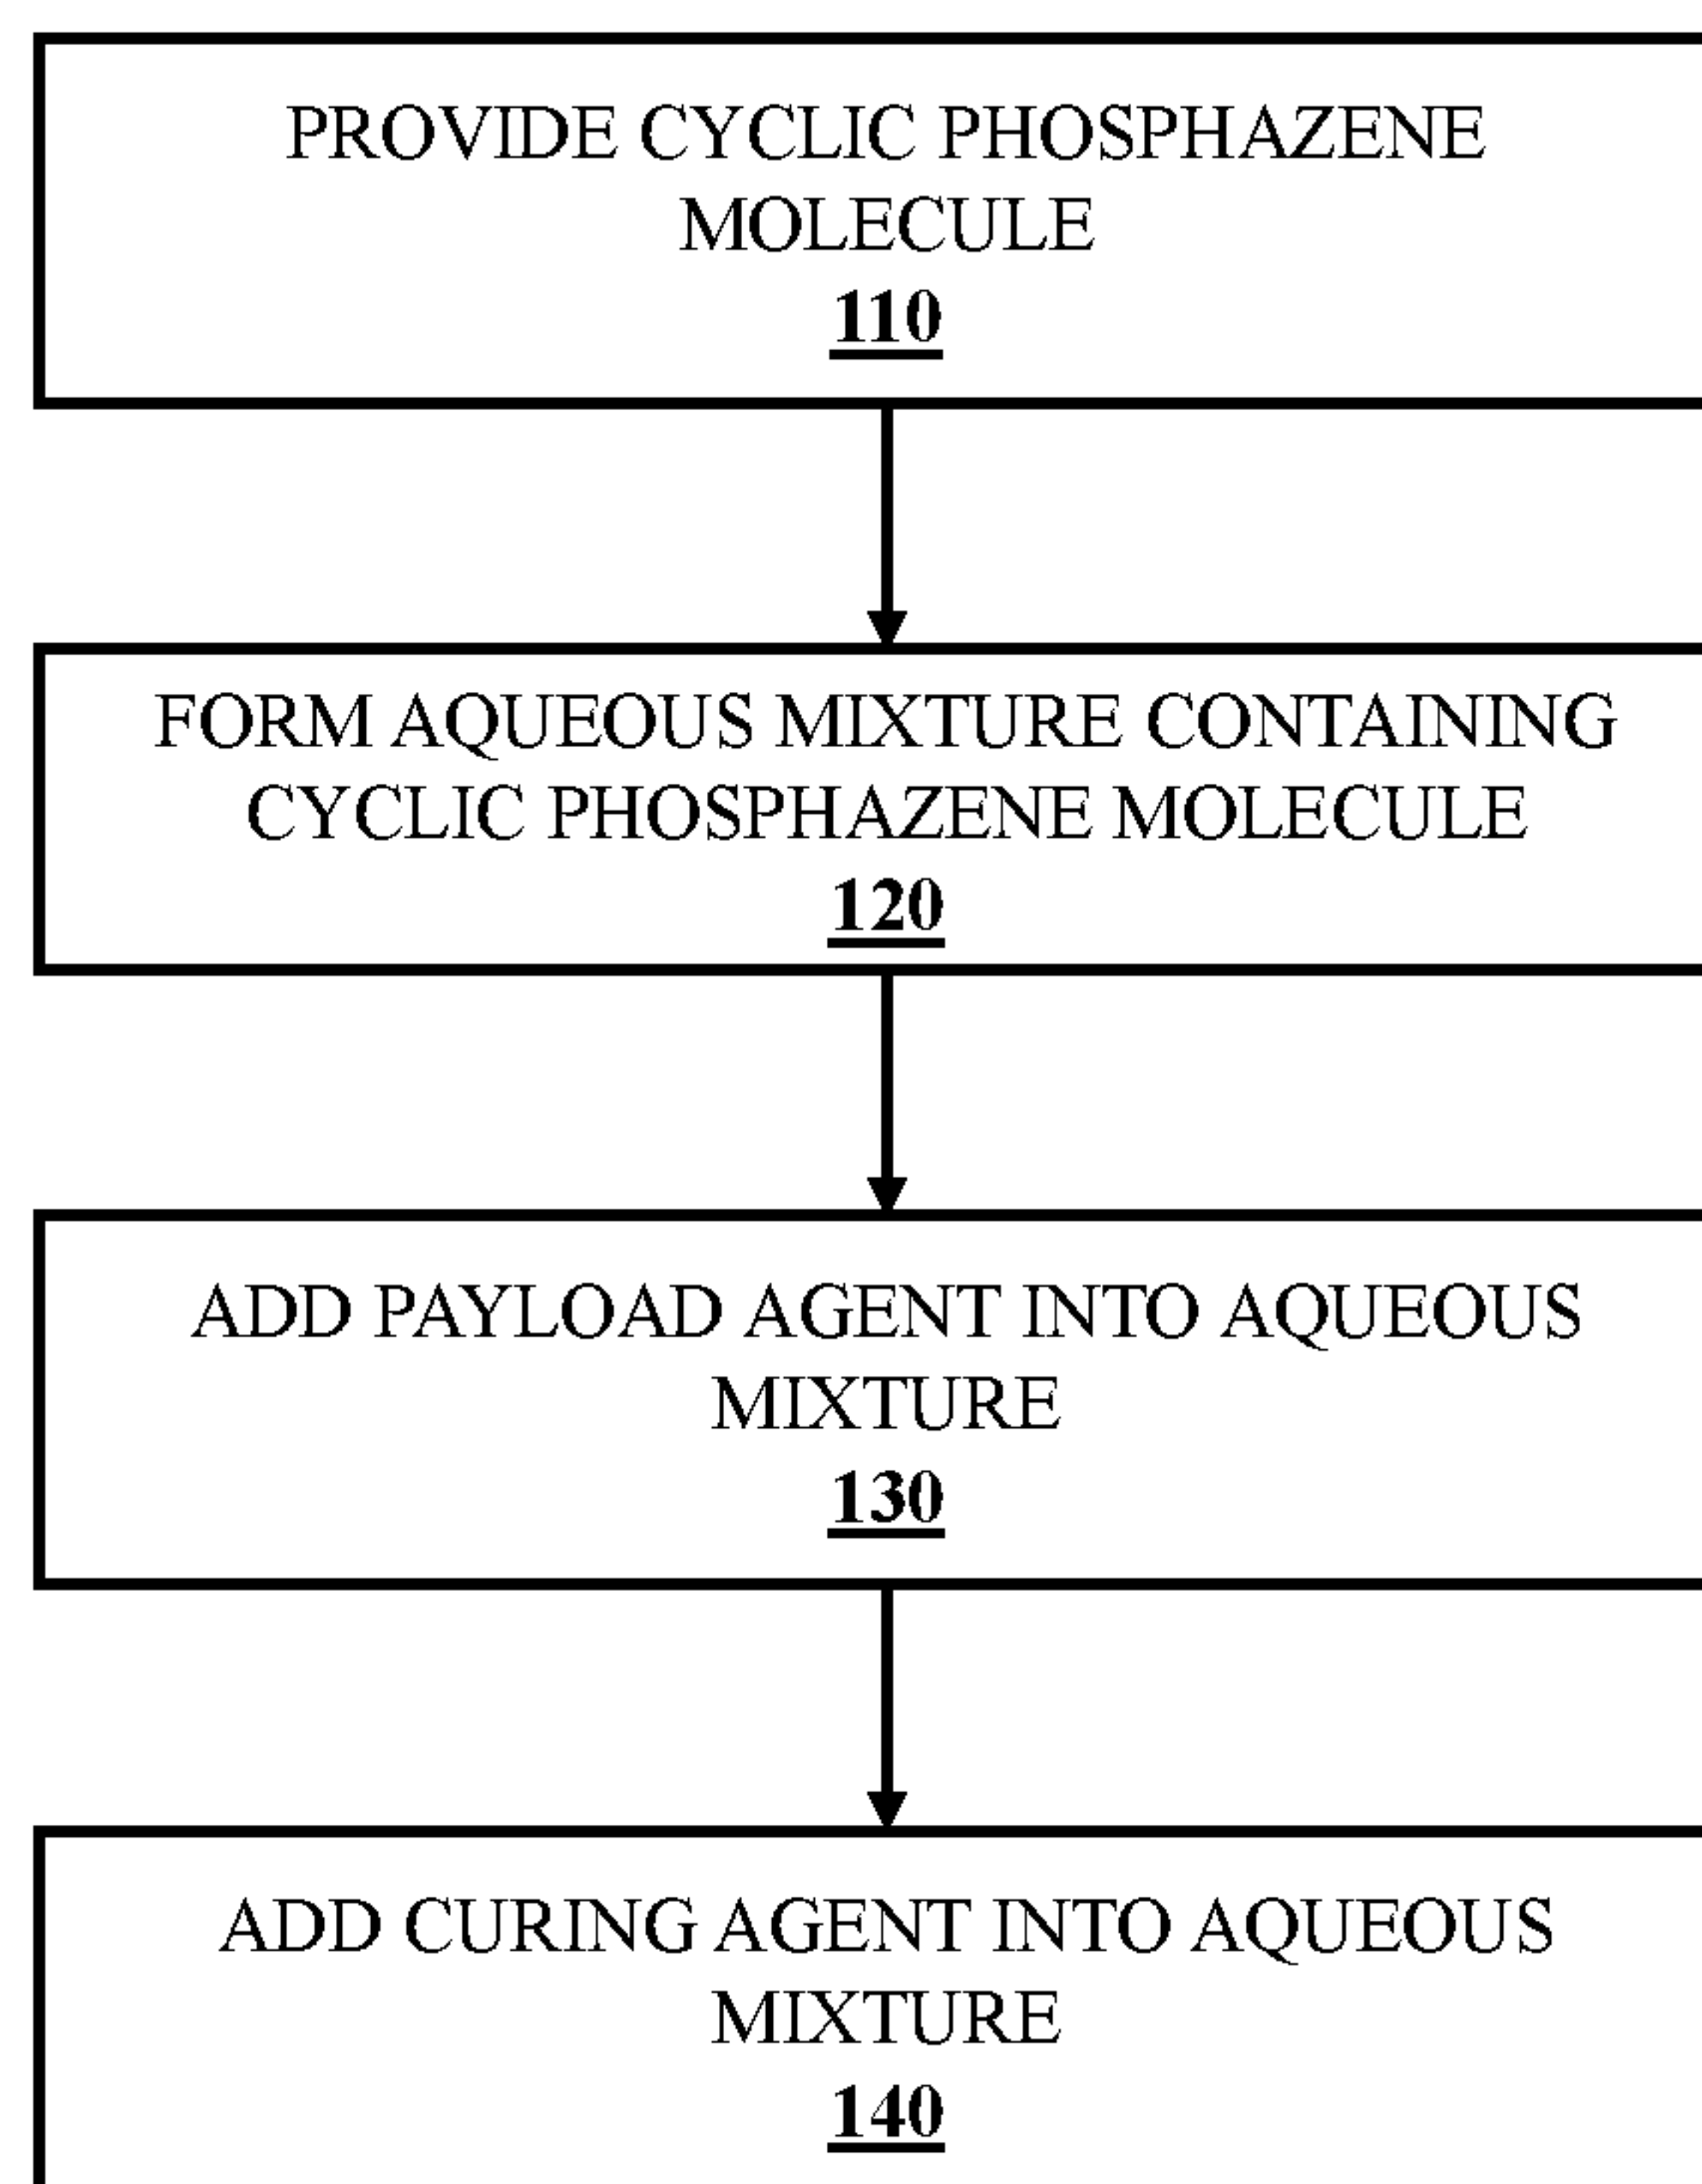 PROVIDE CYCLIC PHOSPHAZENE
MOLECULE
110
FORM AQUEOUS MIXTURE CONTAINING
CYCLIC PHOSPHAZENE MOLECULE
120
ADD PAYLOAD AGENT INTO AQUEOUS
MIXTURE
130
ADD CURING AGENT INTO AQUEOUS
MIXTURE
140